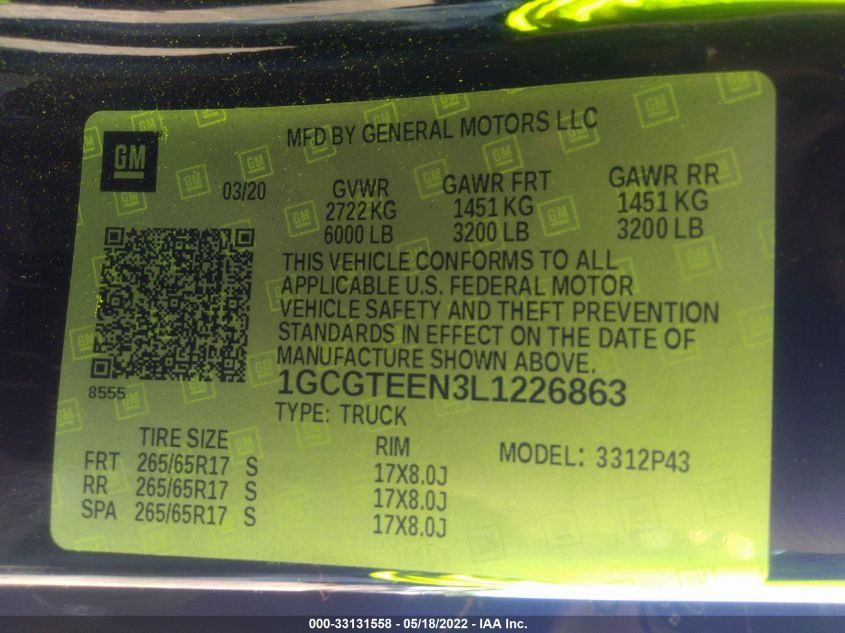 MFD BY GENERAL MOTORS LLC
GM
03/20
GVWR GAWR FRT GAWR RR
2722 KG 1451 KG 1451 KG
6000 LB 3200 LB 3200 LB
THIS VEHICLE CONFORMS TO ALL
APPLICABLE U.S. FEDERAL MOTOR
VEHICLE SAFETY AND THEFT PREVENTION
STANDARDS IN EFFECT ON THE DATE OF
MANUFACTURE SHOWN ABOVE.
8555
1GCGTEEN3L1226863
TYPE: TRUCK
TIRE SIZE RIM MODEL: 3312P43
FRT 265/65R17 S 17X8.0J
RR 265/65R17 S 17X8.0J
SPA 265/65R17 S 17X8.0J
000-33131558 - 05/18/2022 - IAA Inc.